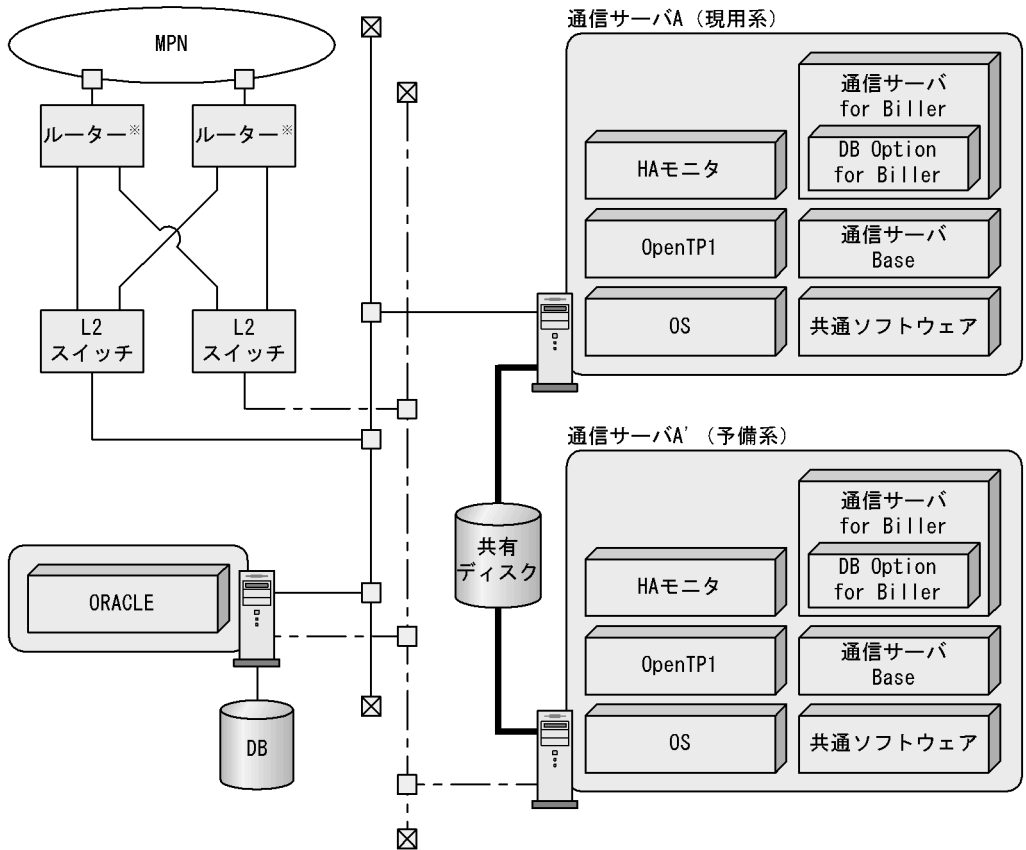 MPN
ルーター※
ルーター※
L2
スイッチ
L2
スイッチ
ORACLE
DB
通信サーバA（現用系）
通信サーバ
for Biller
DB Option
for Biller
HAモニタ
OpenTP1
通信サーバ
Base
OS
共通ソフトウェア
共有
ディスク
通信サーバA'（予備系）
通信サーバ
for Biller
DB Option
for Biller
HAモニタ
OpenTP1
通信サーバ
Base
OS
共通ソフトウェア